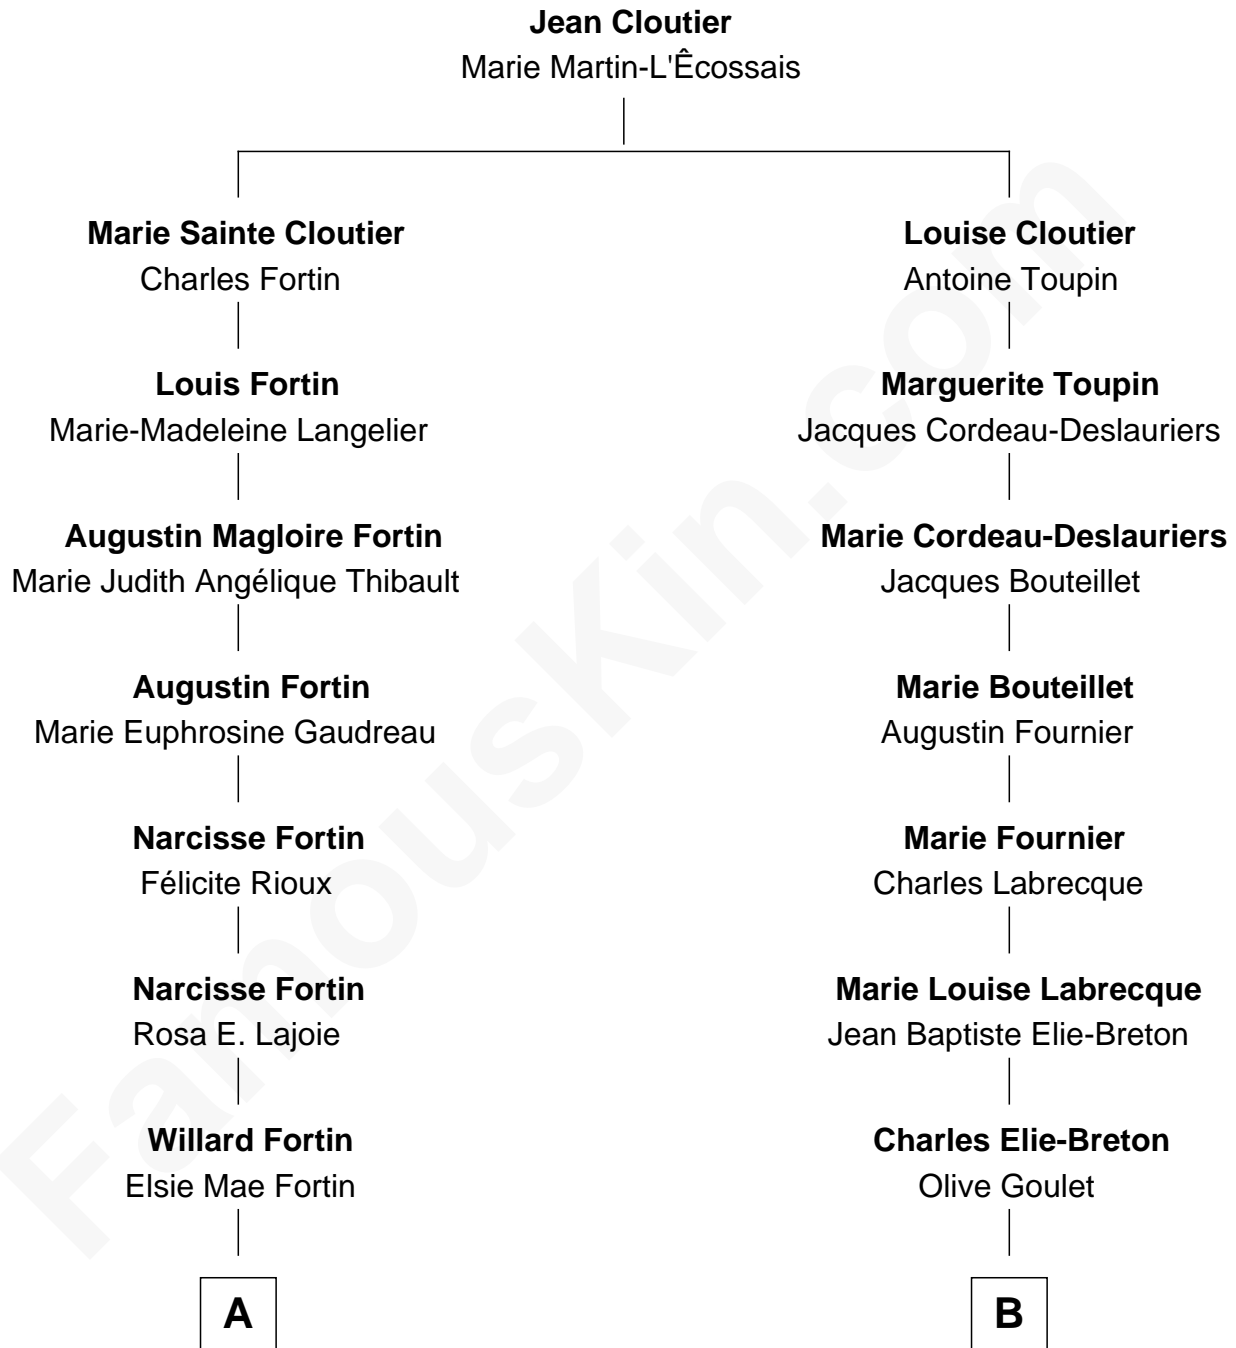 Jean Cloutier
Marie Martin-L'Êcossais
Marie Sainte Cloutier
Charles Fortin
Louise Cloutier
Antoine Toupin
Louis Fortin
Marie-Madeleine Langelier
Marguerite Toupin
Jacques Cordeau-Deslauriers
Augustin Magloire Fortin
Marie Judith Angélique Thibault
Marie Cordeau-Deslauriers
Jacques Bouteillet
Augustin Fortin
Marie Euphrosine Gaudreau
Marie Bouteillet
Augustin Fournier
Narcisse Fortin
Félicite Rioux
Marie Fournier
Charles Labrecque
Narcisse Fortin
Rosa E. Lajoie
Marie Louise Labrecque
Jean Baptiste Elie-Breton
Willard Fortin
Elsie Mae Fortin
Charles Elie-Breton
Olive Goulet
A
B
FamousKin.com